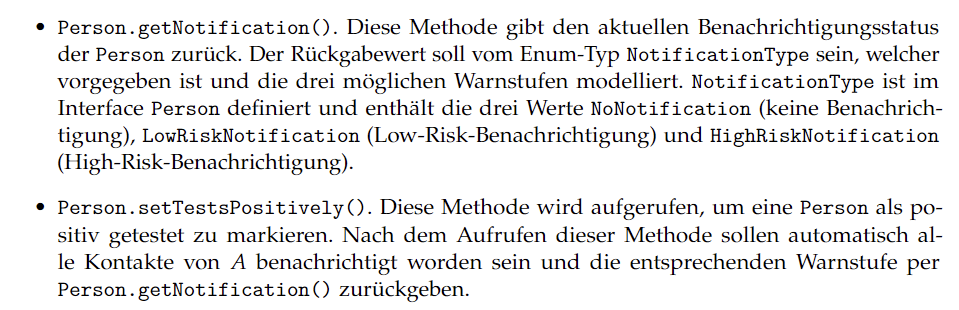 • Person.getNotification(). Diese Methode gibt den aktuellen Benachrichtigungsstatus
der Person zurück. Der Rückgabewert soll vom Enum-Typ NotificationType sein, welcher
vorgegeben ist und die drei möglichen Warnstufen modelliert. NotificationType ist im
Interface Person definiert und enthält die drei Werte NoNotification (keine Benachrich-
tigung), LowRiskNotification (Low-Risk-Benachrichtigung) und HighRiskNotification
(High-Risk-Benachrichtigung).
• Person.setTestsPositively(). Diese Methode wird aufgerufen, um eine Person als po-
sitiv getestet zu markieren. Nach dem Aufrufen dieser Methode sollen automatisch al-
le Kontakte von A benachrichtigt worden sein und die entsprechenden Warnstufe per
Person.getNotification() zurückgeben.